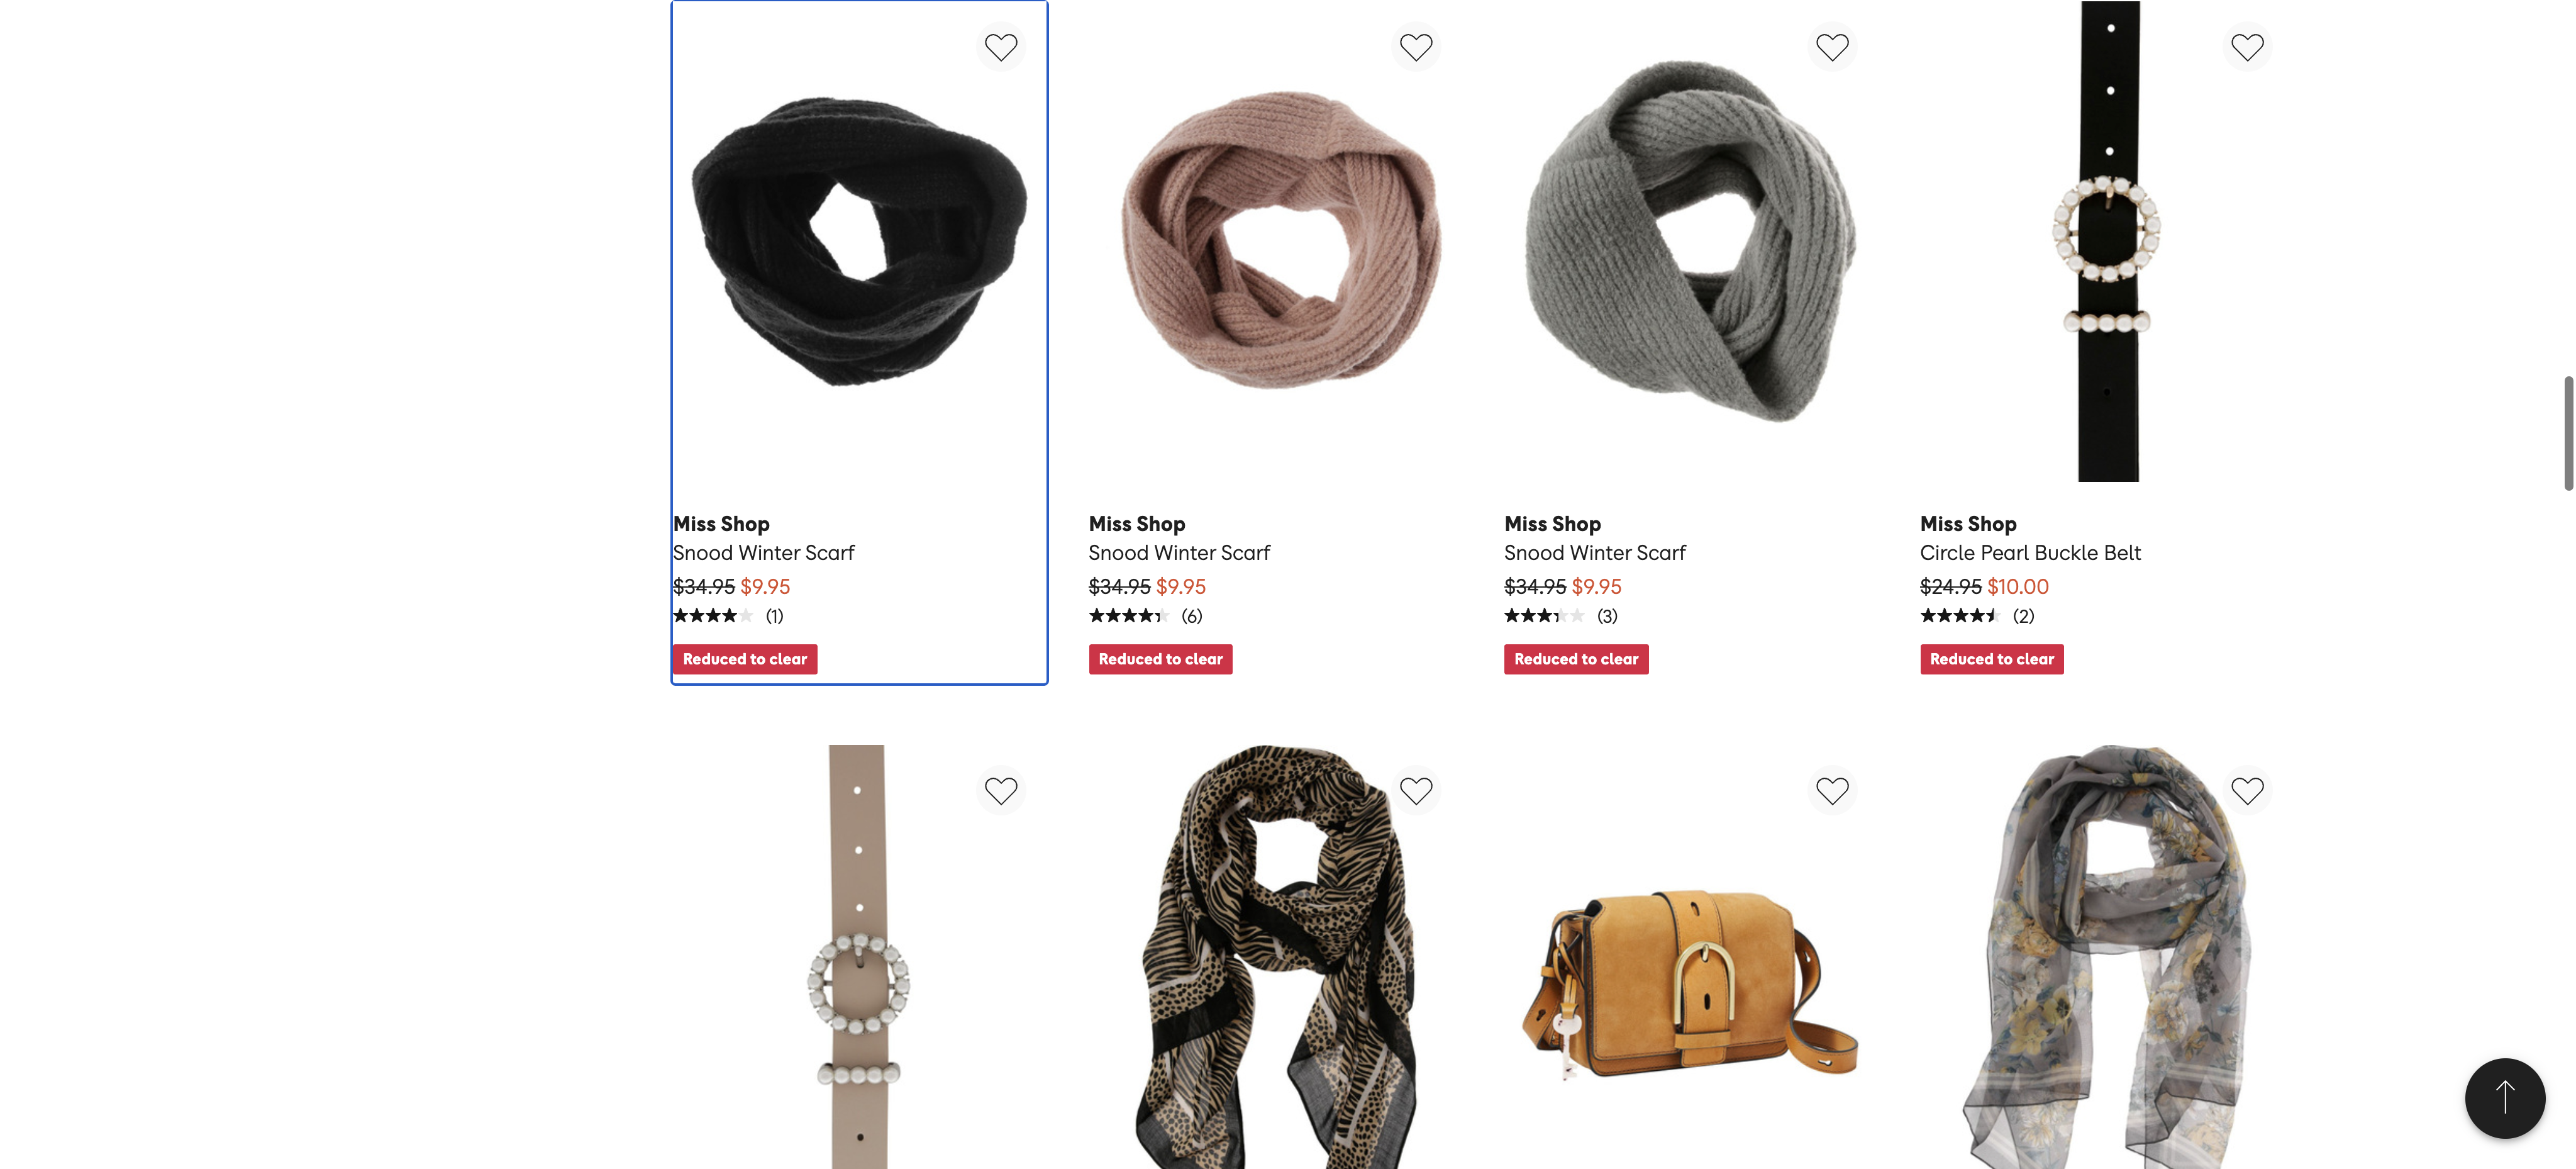 Miss Shop
Snood Winter Scarf
$34.95 $9.95
(1)
Reduced to clear
Miss Shop
Snood Winter Scarf
$34.95 $9.95
(6)
Reduced to clear
Miss Shop
Snood Winter Scarf
$34.95 $9.95
(3)
Reduced to clear
Miss Shop
Circle Pearl Buckle Belt
$24.95 $10.00
(2)
Reduced to clear